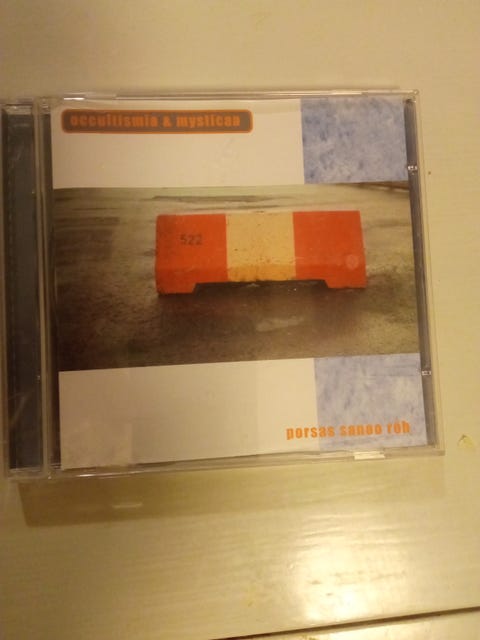 occultismia & mysticaa
522
porsas sanoo röh